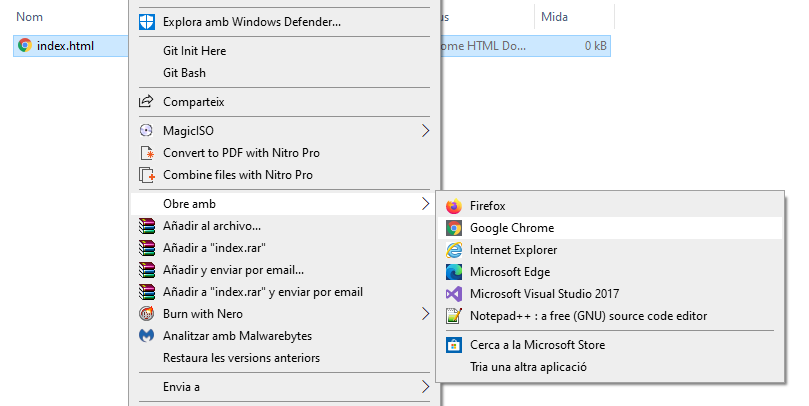 Nom
Mida
index.html
ome HTML Do...
0 kB
Explora amb Windows Defender...
Git Init Here
Git Bash
Comparteix
MagicISO
Convert to PDF with Nitro Pro
Combine files with Nitro Pro
Obre amb
Añadir al archivo...
Añadir a "index.rar"
Añadir y enviar por email...
Añadir a "index.rar" y enviar por email
Burn with Nero
Analitzar amb Malwarebytes
Restaura les versions anteriors
Envia a
Firefox
Google Chrome
Internet Explorer
Microsoft Edge
Microsoft Visual Studio 2017
Notepad++ : a free (GNU) source code editor
Cerca a la Microsoft Store
Tria una altra aplicació